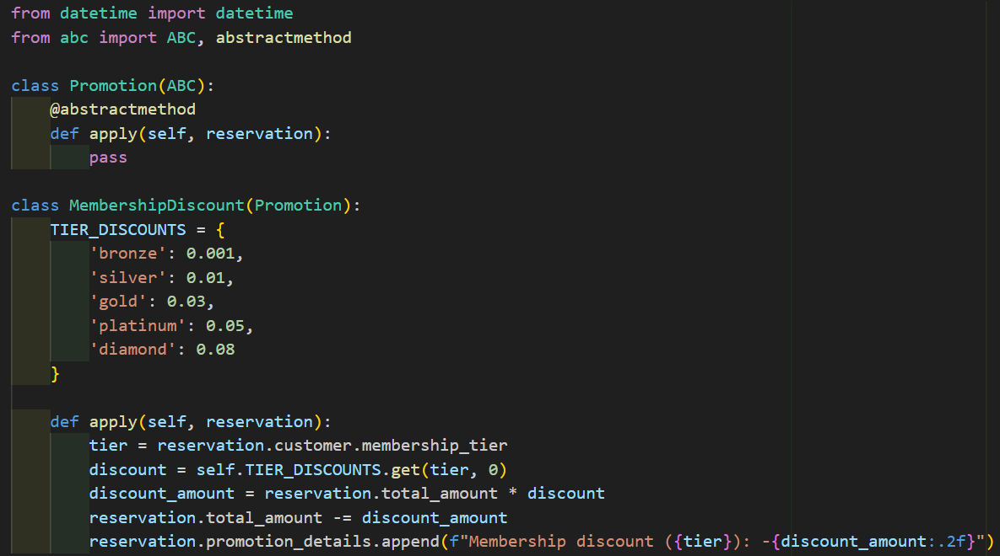 from datetime import datetime
from abc import ABC, abstractmethod

class Promotion(ABC):
    @abstractmethod
    def apply(self, reservation):
        pass

class MembershipDiscount(Promotion):
    TIER_DISCOUNTS = {
        'bronze': 0.001,
        'silver': 0.01,
        'gold': 0.03,
        'platinum': 0.05,
        'diamond': 0.08
    }

    def apply(self, reservation):
        tier = reservation.customer.membership_tier
        discount = self.TIER_DISCOUNTS.get(tier, 0)
        discount_amount = reservation.total_amount * discount
        reservation.total_amount -= discount_amount
        reservation.promotion_details.append(f"Membership discount ({tier}): -{discount_amount:.2f}")